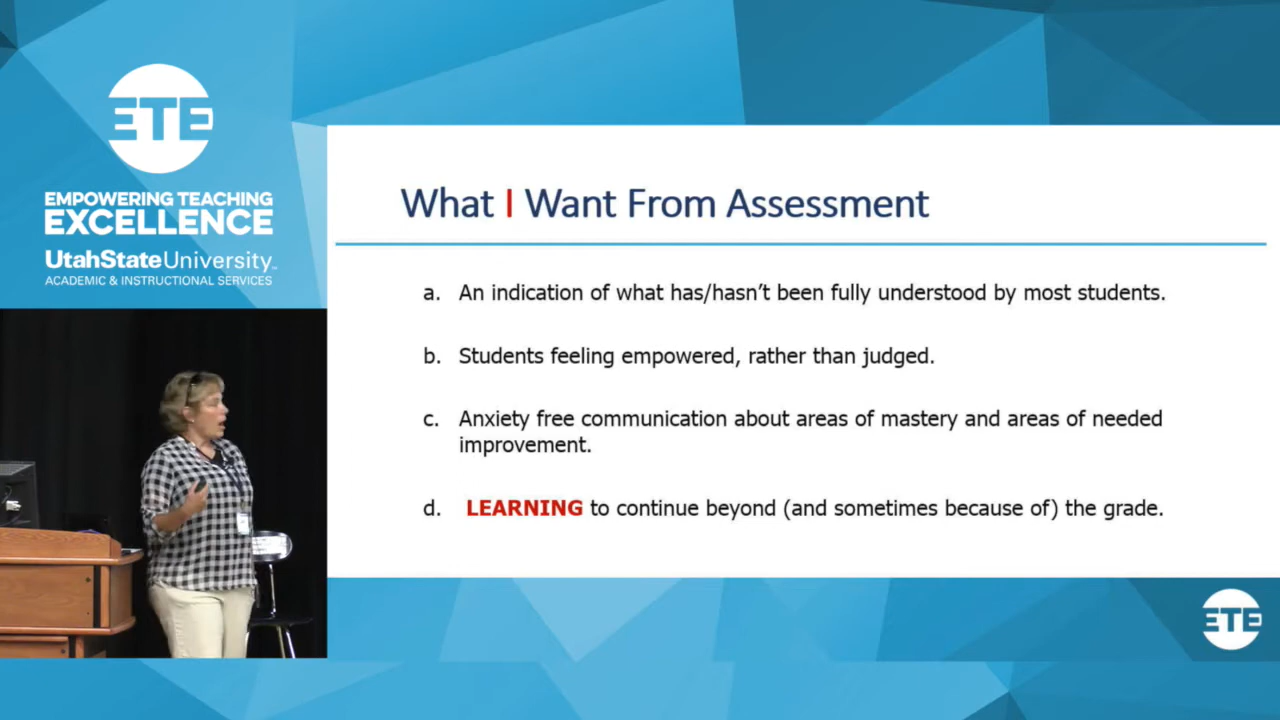 ETE
EMPOWERING TEACHING
EXCELLENCE
UtahStateUniversity
ACADEMIC & INSTRUCTIONAL SERVICES
What I Want From Assessment
a. An indication of what has/hasn't been fully understood by most students.
b. Students feeling empowered, rather than judged.
c. Anxiety free communication about areas of mastery and areas of needed
improvement.
d. LEARNING to continue beyond (and sometimes because of) the grade.
ETE